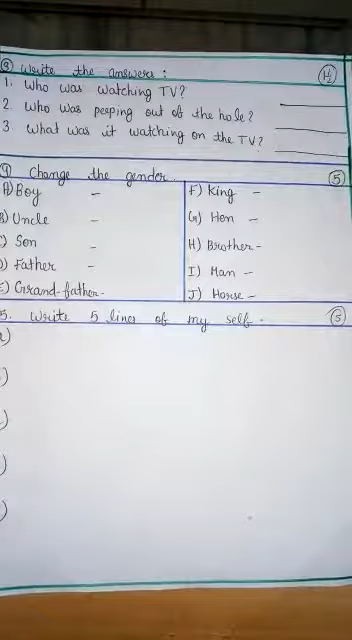 ③ Write the answers :
1. Who was watching TV?
2. Who was peeping out of the hole?
3. What was it watching on the TV?
④ Change the gender.
A) Boy –
B) Uncle –
C) Son –
D) Father –
E) Grand-father-
F) King –
G) Hen –
H) Brother-
I) Man –
J) Horse –
⑤
5. Write 5 lines of my self.
⑤